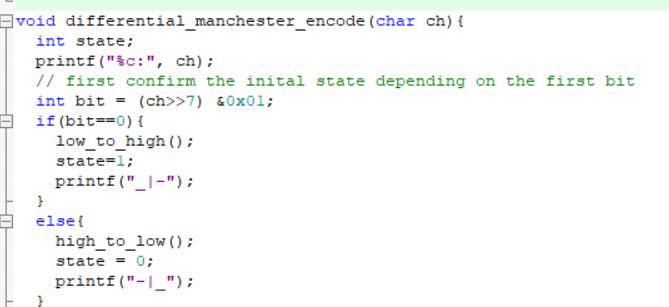 void differential_manchester_encode(char ch){
int state;
printf("%c:", ch);
// first confirm the inital state depending on the first bit
int bit = (ch>>7) &0x01;
if(bit==0){
low_to_high();
state=1;
printf("_|-");
}
else{
high_to_low();
state = 0;
printf("-|_");
}